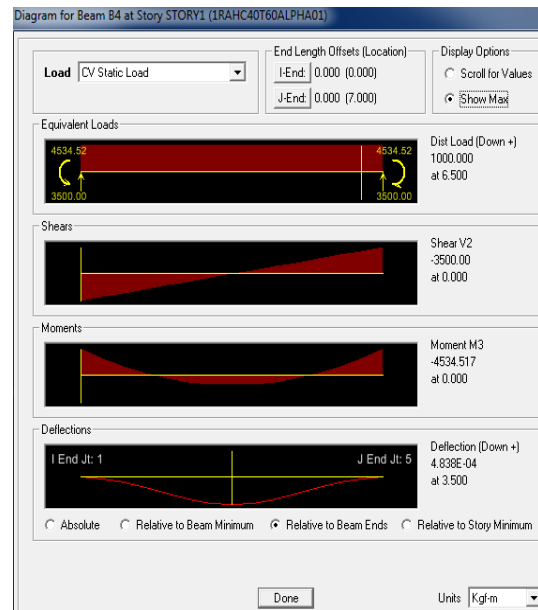 Diagram for Beam B4 at Story STORY1 (1RAHC40T60ALPHA01)
Load CV Static Load
End Length Offsets (Location)
I-End: 0.000 (0.000)
J-End: 0.000 (7.000)
Display Options
Scroll for Values
Show Max
Equivalent Loads
4534.52 4534.52
3500.00 3500.00
Dist Load (Down +)
1000.000
at 6.500
Shears
Shear V2
-3500.00
at 0.000
Moments
Moment M3
-4534.517
at 0.000
Deflections
I End Jt: 1 J End Jt: 5
Deflection (Down +)
4.838E-04
at 3.500
Absolute Relative to Beam Minimum Relative to Beam Ends Relative to Story Minimum
Done Units Kgf-m